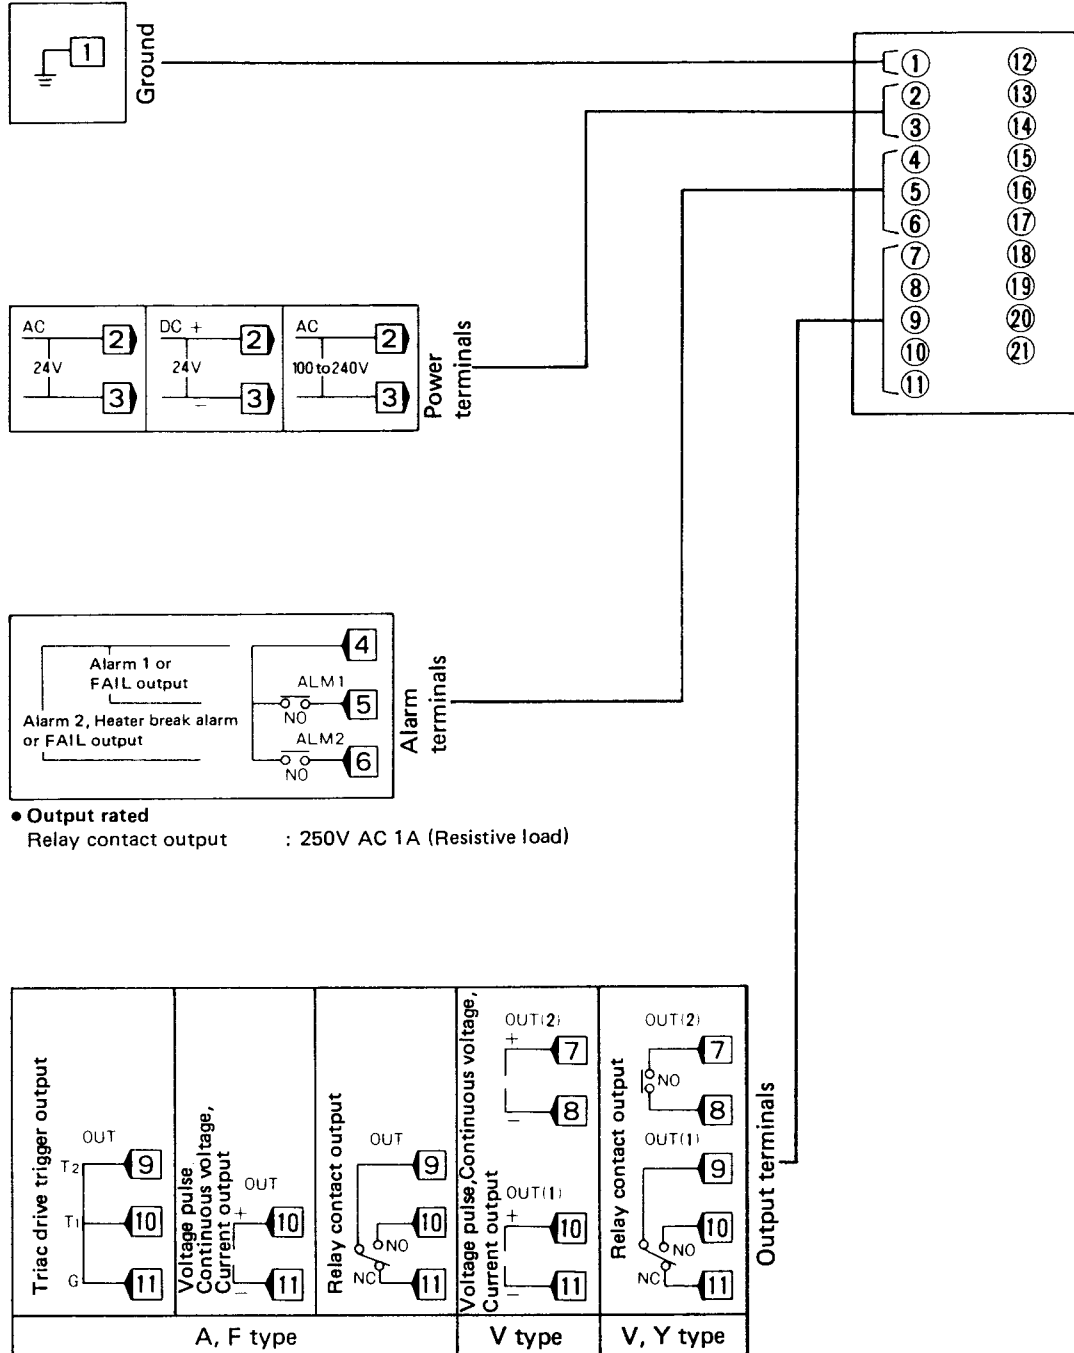 1
Ground
1
2
3
4
5
6
7
8
9
10
11
12
13
14
15
16
17
18
19
20
21
AC
24V
2
3
DC +
24V
–
2
3
AC
100 to 240V
2
3
Power
terminals
Alarm 1 or
FAIL output
Alarm 2, Heater break alarm
or FAIL output
4
ALM1
NO
5
ALM2
NO
6
Alarm
terminals
• Output rated
Relay contact output : 250V AC 1A (Resistive load)
Triac drive trigger output
OUT
T2
9
T1
10
G
11
Voltage pulse
Continuous voltage,
Current output
OUT
+
10
–
11
Relay contact output
OUT
9
10
NO
NC
11
A, F type
Voltage pulse, Continuous voltage,
Current output
OUT(2)
+
7
–
8
OUT(1)
+
10
–
11
V type
Relay contact output
OUT(2)
7
NO
8
OUT(1)
9
10
NO
NC
11
V, Y type
Output terminals